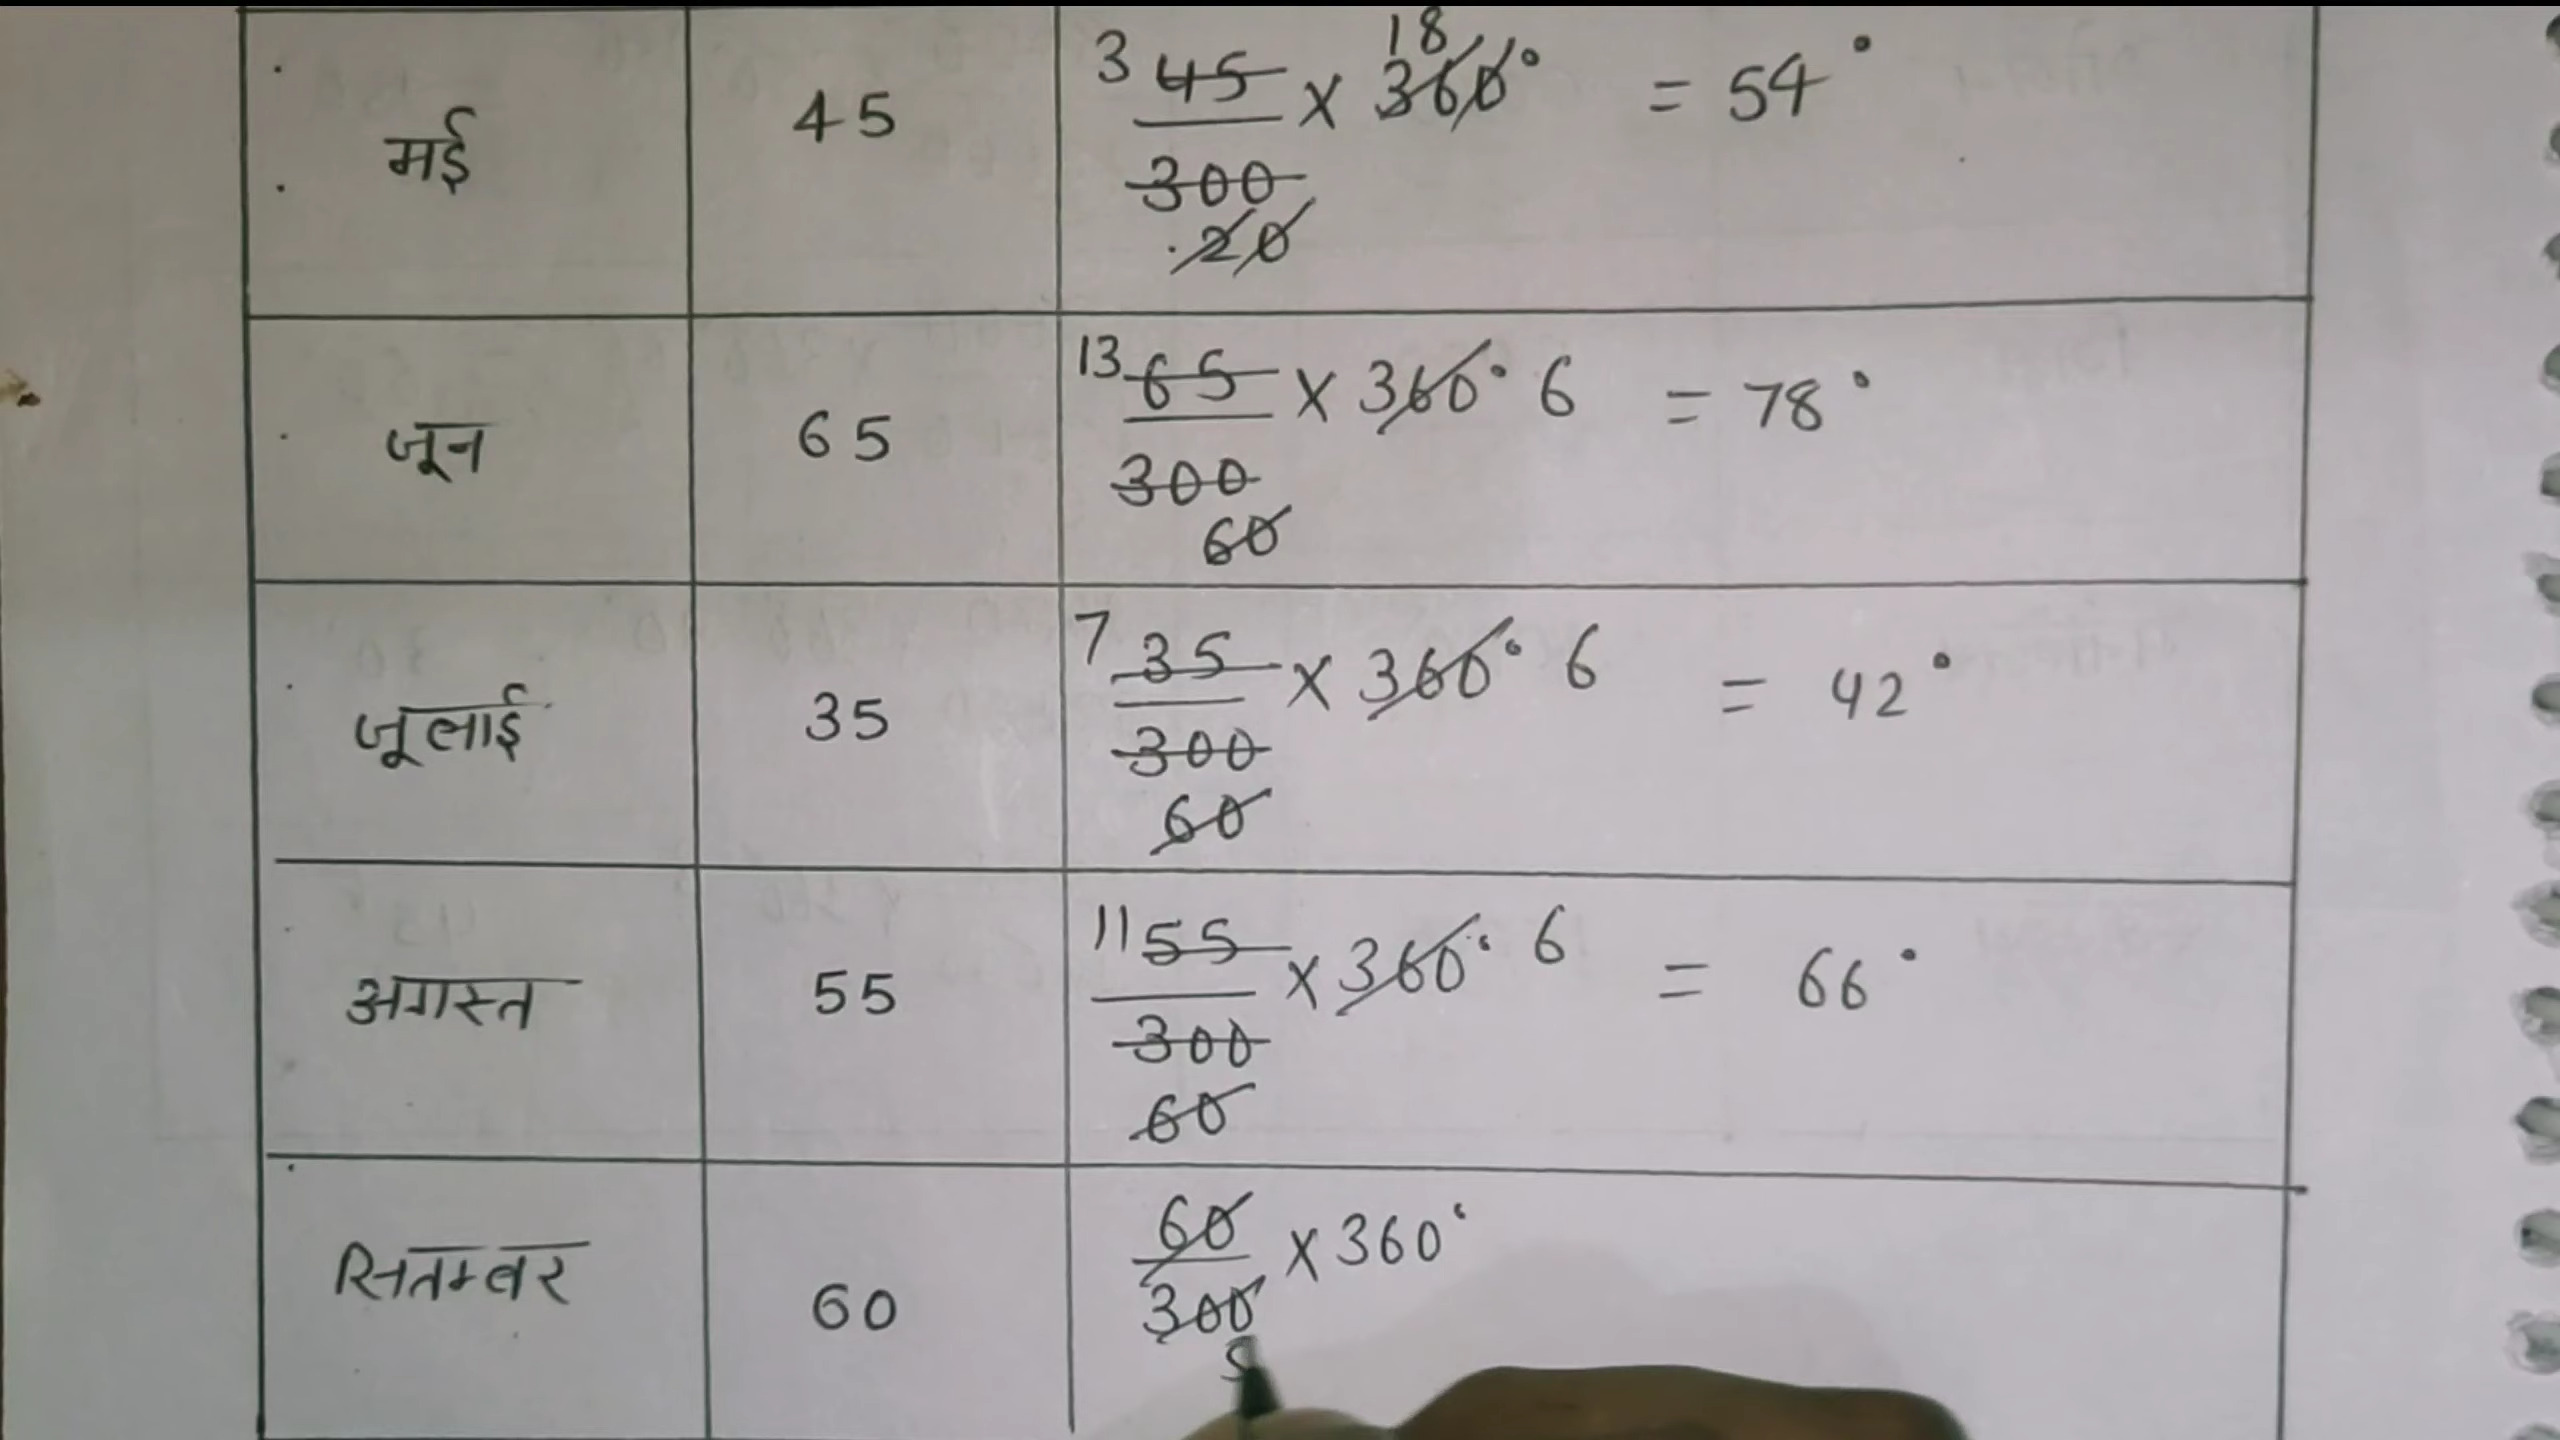 मई 45 3 45/300 × 360° 18 = 54°
20
जून 65 13 65/300 × 360° 6 = 78°
60
जूलाई 35 7 35/300 × 360° 6 = 42°
60
अगस्त 55 11 55/300 × 360° 6 = 66°
60
सितम्बर 60 60/300 × 360°
5